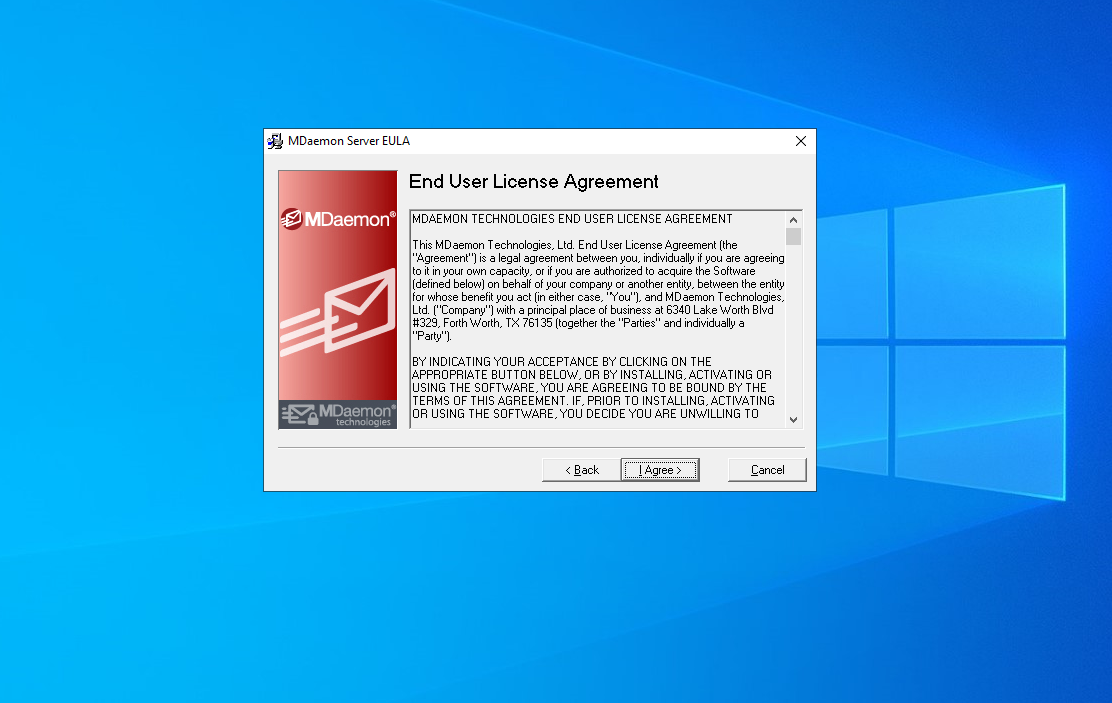 MDaemon Server EULA
MDaemon®
MDaemon®
technologies
End User License Agreement
MDAEMON TECHNOLOGIES END USER LICENSE AGREEMENT
This MDaemon Technologies, Ltd. End User License Agreement (the
"Agreement") is a legal agreement between you, individually if you are agreeing
to it in your own capacity, or if you are authorized to acquire the Software
(defined below) on behalf of your company or another entity, between the entity
for whose benefit you act (in either case, "You"), and MDaemon Technologies,
Ltd. ("Company") with a principal place of business at 6340 Lake Worth Blvd
#329, Forth Worth, TX 76135 (together the "Parties" and individually a
"Party").
BY INDICATING YOUR ACCEPTANCE BY CLICKING ON THE
APPROPRIATE BUTTON BELOW, OR BY INSTALLING, ACTIVATING OR
USING THE SOFTWARE, YOU ARE AGREEING TO BE BOUND BY THE
TERMS OF THIS AGREEMENT. IF, PRIOR TO INSTALLING, ACTIVATING
OR USING THE SOFTWARE, YOU DECIDE YOU ARE UNWILLING TO
< Back
I Agree >
Cancel